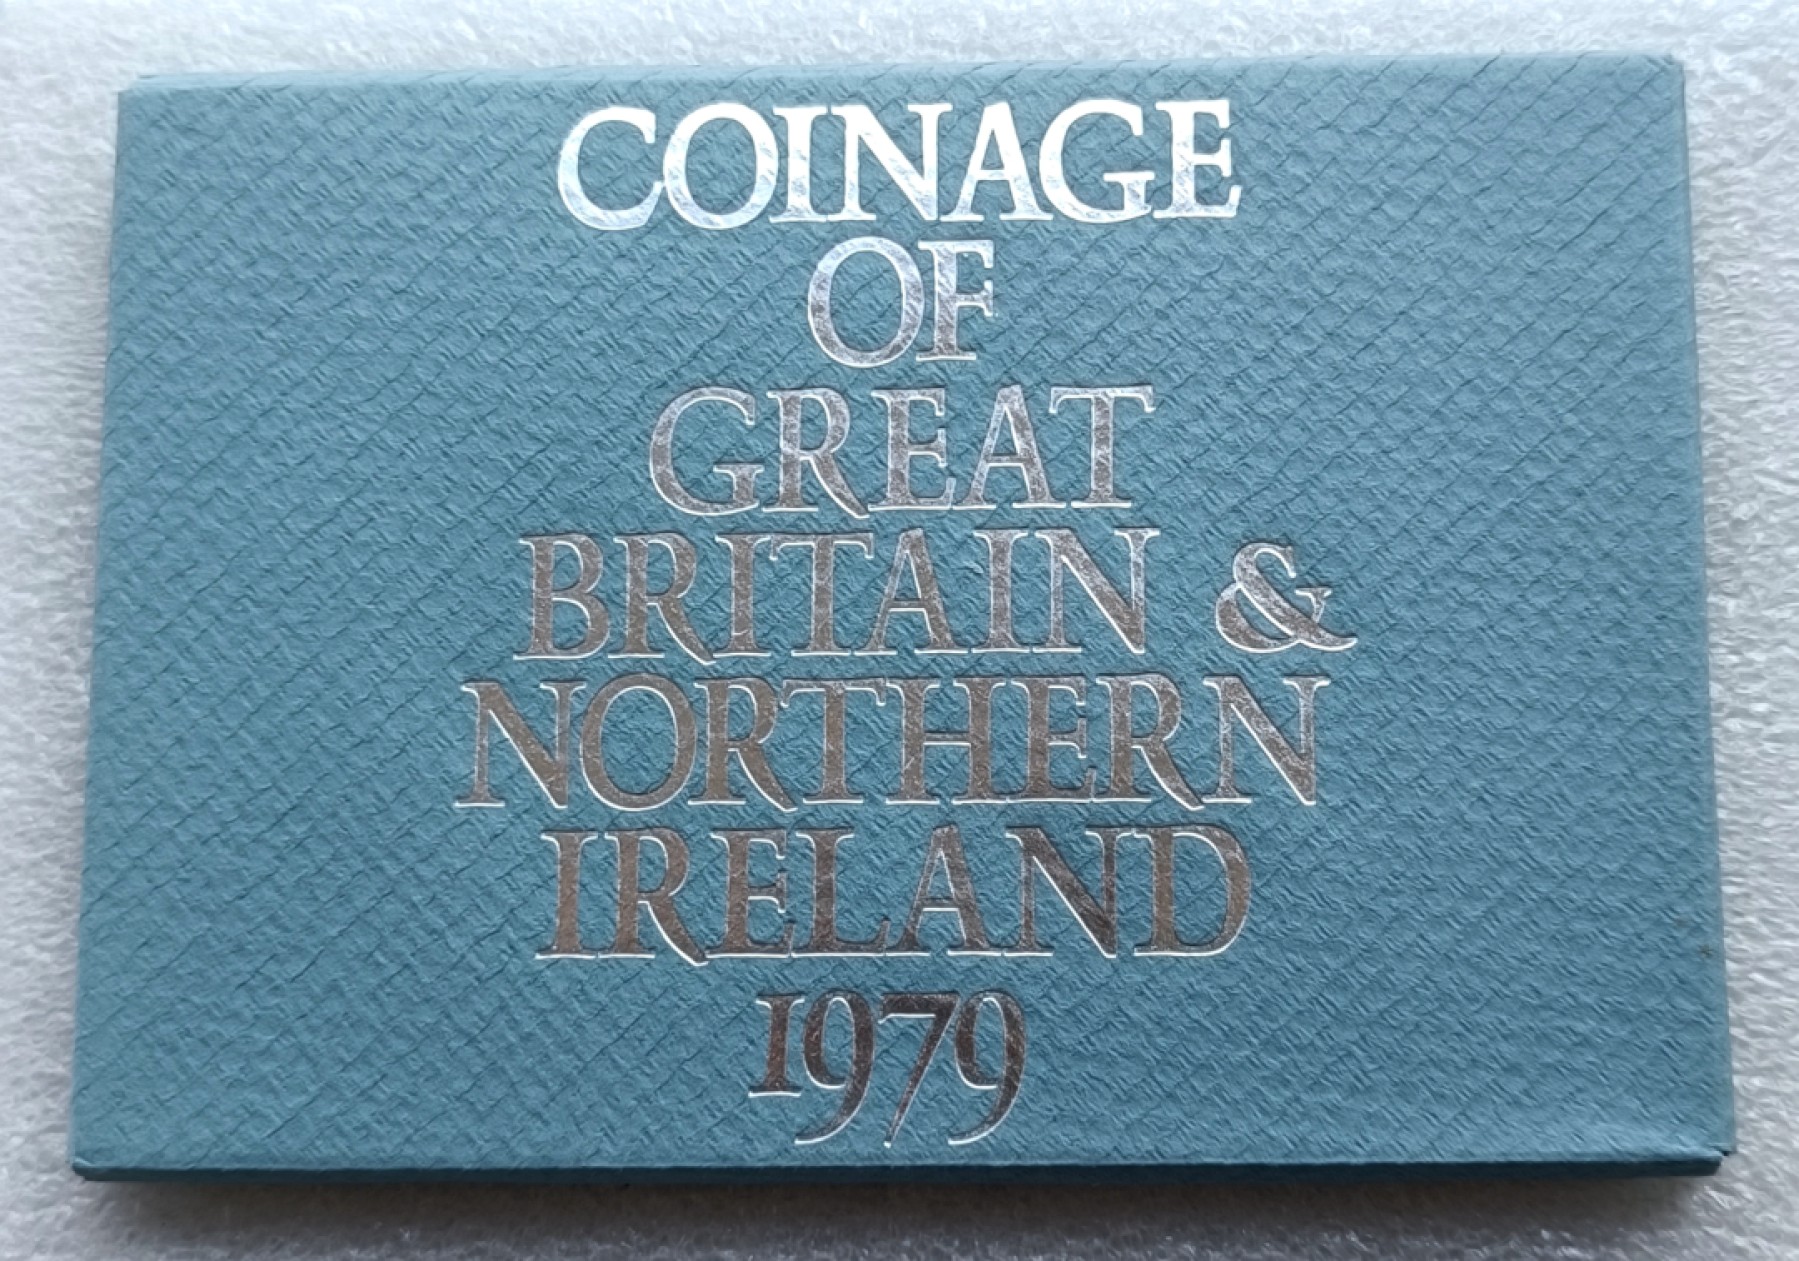 COINAGE
OF
GREAT
BRITAIN &
NORTHERN
IRELAND
1979